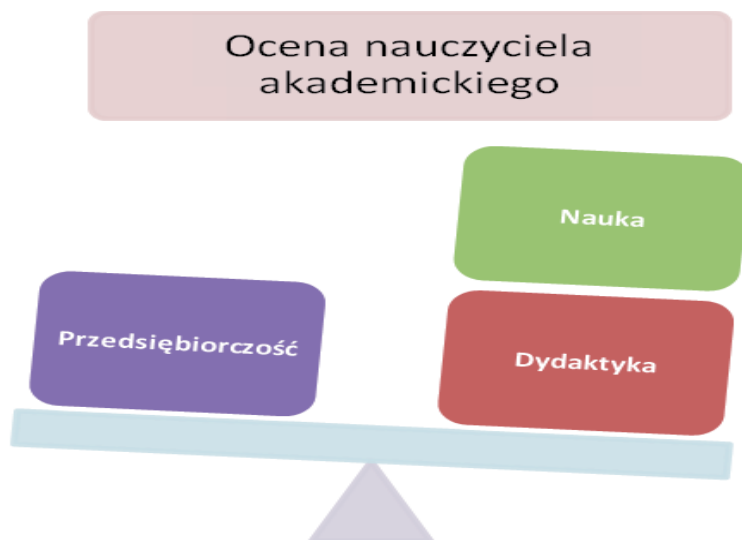 Ocena nauczyciela
akademickiego
Nauka
Przedsiębiorczość
Dydaktyka